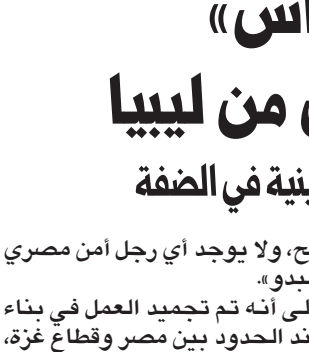 اس»
من ليبيا
ينية في الضفة
ح، ولا يوجد أي رجل أمن مصري
بدو».
لى أنه تم تجميد العمل في بناء
ند الحدود بين مصر وقطاع غزة،